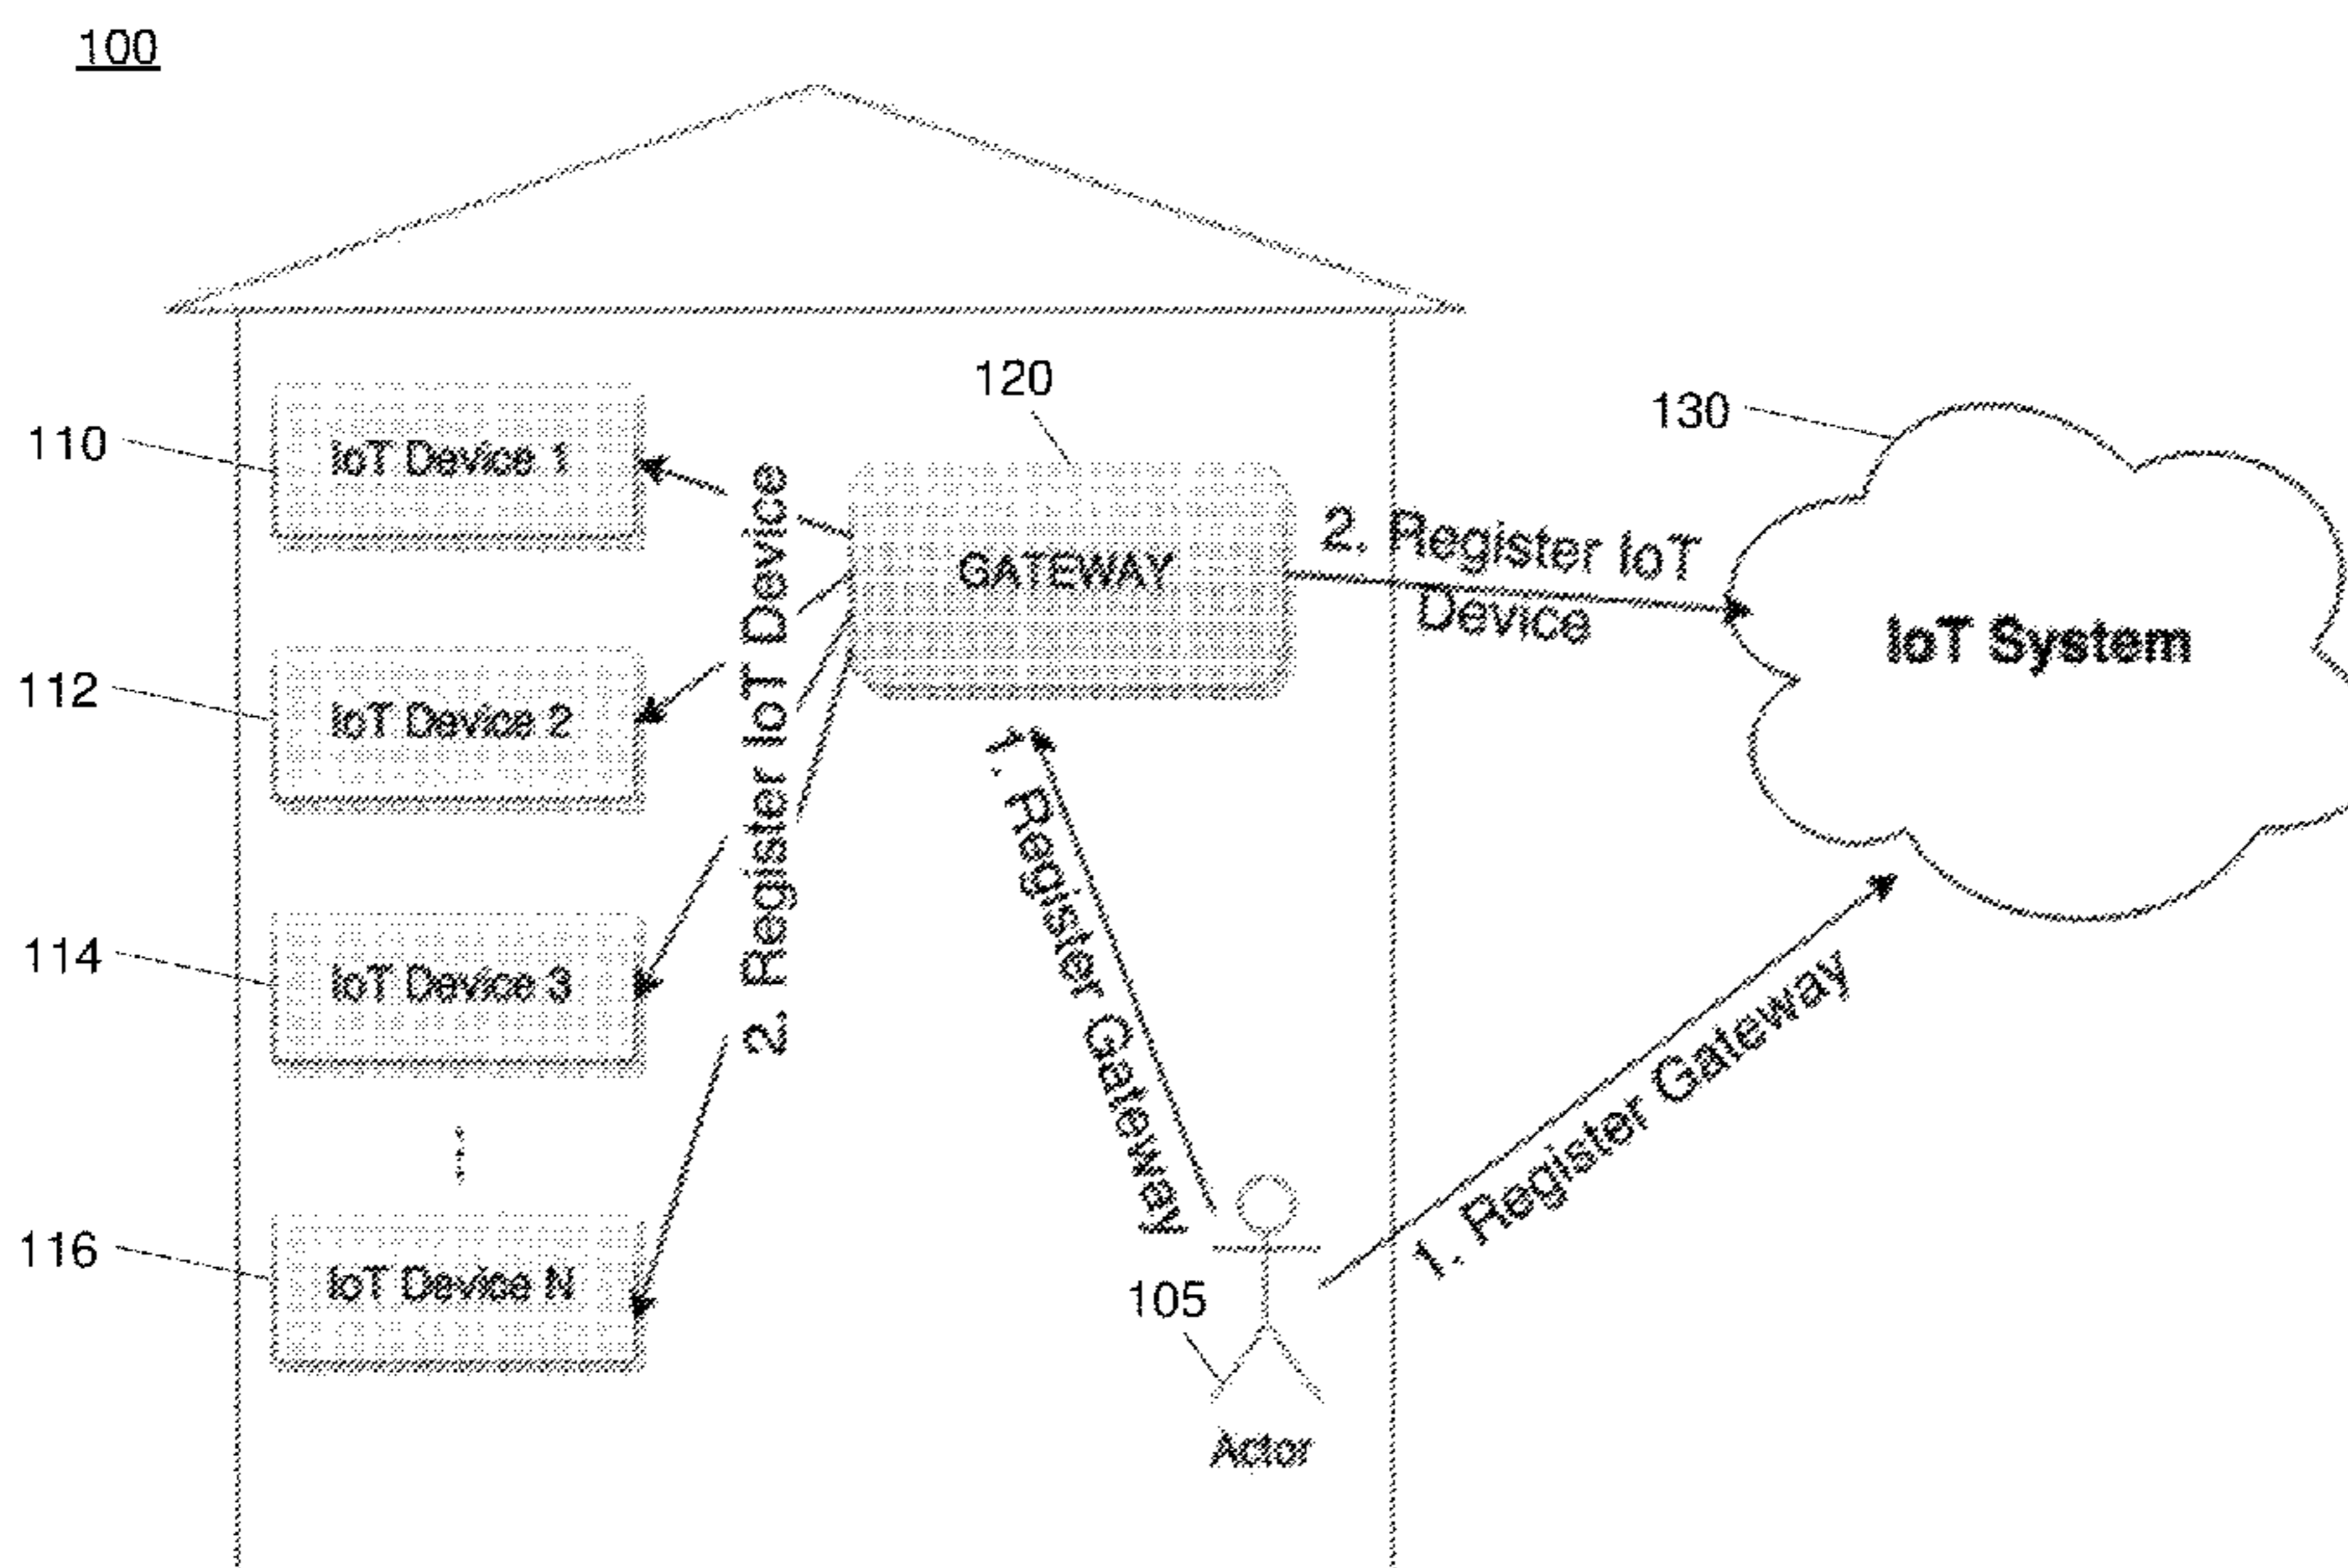 100
120
130
110
IoT Device 1
GATEWAY
2. Register IoT
Device
IoT System
112
IoT Device 2
2. Register IoT Device
114
IoT Device 3
1. Register Gateway
1. Register Gateway
116
IoT Device N
105
Actor